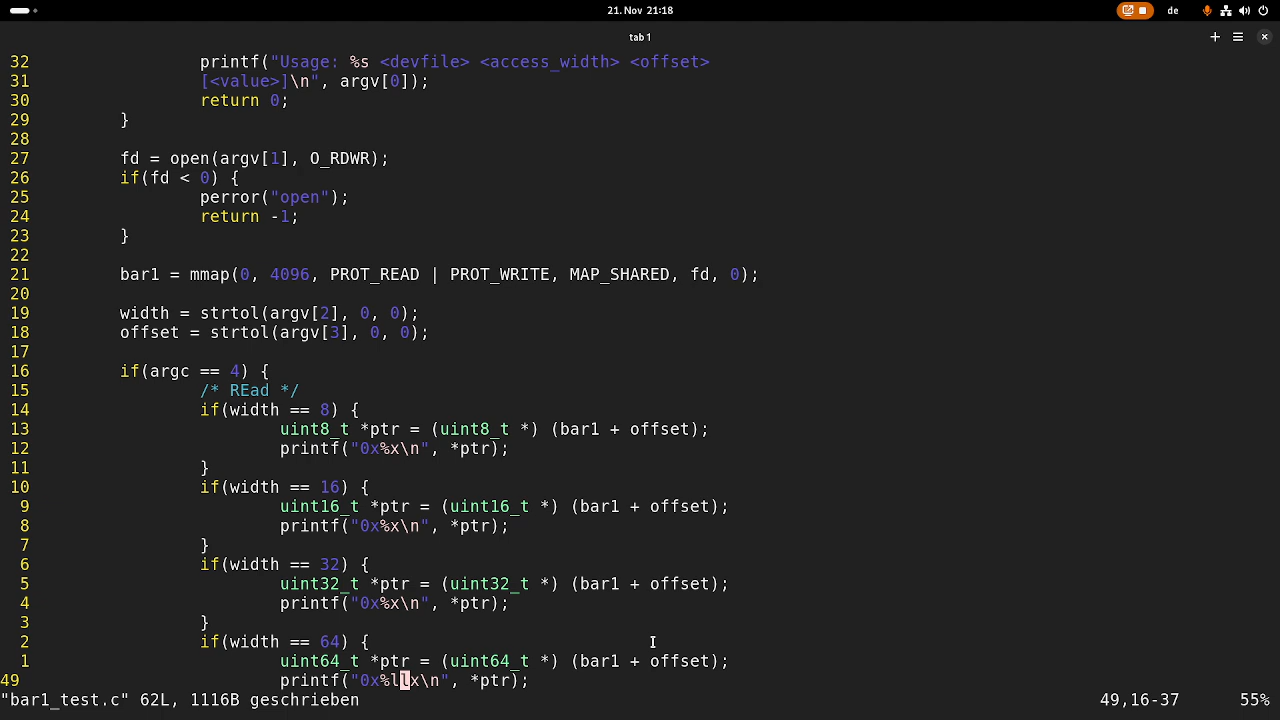 21. Nov 21:18
de
tab 1
32 printf("Usage: %s <devfile> <access_width> <offset>
31 [<value>]\n", argv[0]);
30 return 0;
29 }
28
27 fd = open(argv[1], O_RDWR);
26 if(fd < 0) {
25 perror("open");
24 return -1;
23 }
22
21 bar1 = mmap(0, 4096, PROT_READ | PROT_WRITE, MAP_SHARED, fd, 0);
20
19 width = strtol(argv[2], 0, 0);
18 offset = strtol(argv[3], 0, 0);
17
16 if(argc == 4) {
15 /* REad */
14 if(width == 8) {
13 uint8_t *ptr = (uint8_t *) (bar1 + offset);
12 printf("0x%x\n", *ptr);
11 }
10 if(width == 16) {
9 uint16_t *ptr = (uint16_t *) (bar1 + offset);
8 printf("0x%x\n", *ptr);
7 }
6 if(width == 32) {
5 uint32_t *ptr = (uint32_t *) (bar1 + offset);
4 printf("0x%x\n", *ptr);
3 }
2 if(width == 64) {
1 uint64_t *ptr = (uint64_t *) (bar1 + offset);
49 printf("0x%llx\n", *ptr);
"bar1_test.c" 62L, 1116B geschrieben 49,16-37 55%